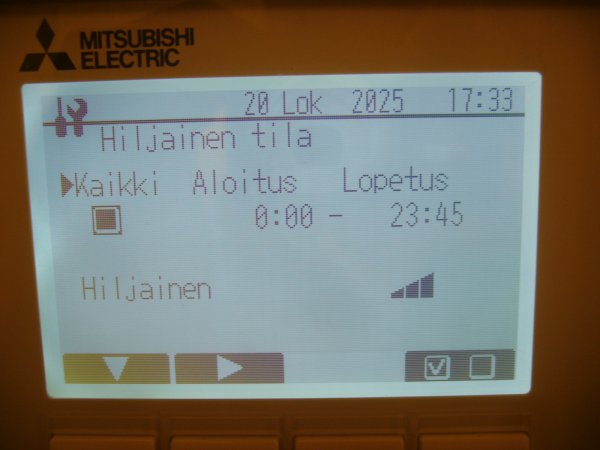 MITSUBISHI
ELECTRIC
20 Lok 2025 17:33
Hiljainen tila
Kaikki Aloitus Lopetus
0:00 – 23:45
Hiljainen